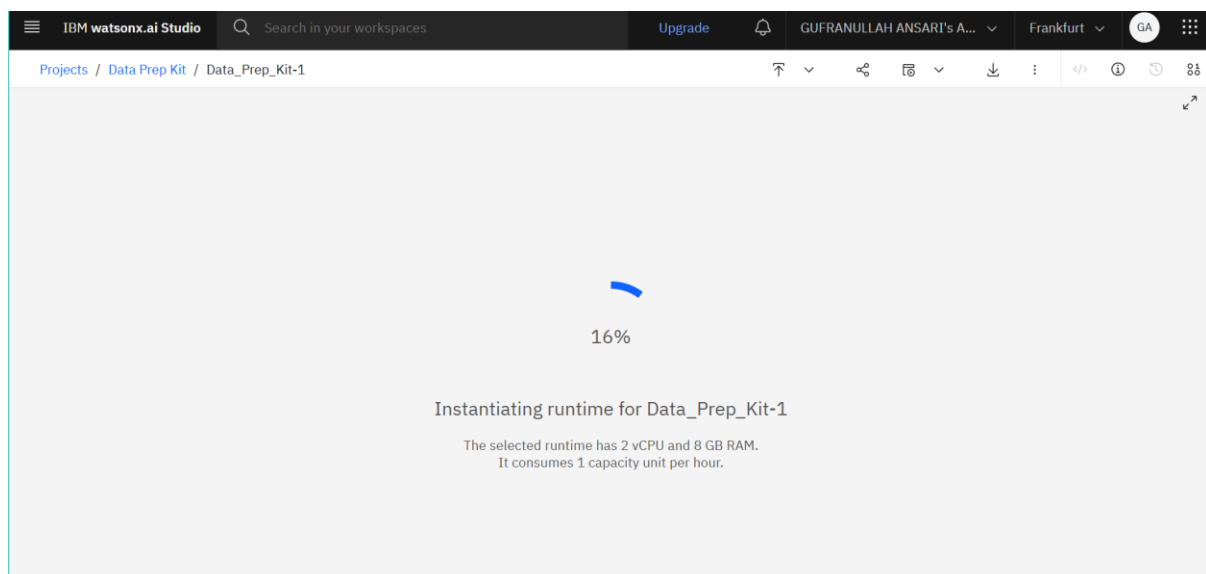 IBM watsonx.ai Studio Search in your workspaces Upgrade GUFRANULLAH ANSARI's A... Frankfurt GA
Projects / Data Prep Kit / Data_Prep_Kit-1
16%
Instantiating runtime for Data_Prep_Kit-1
The selected runtime has 2 vCPU and 8 GB RAM.
It consumes 1 capacity unit per hour.